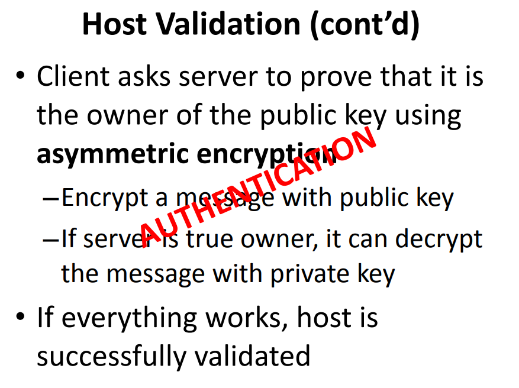 Host Validation (cont’d)
• Client asks server to prove that it is
the owner of the public key using
asymmetric encryption
–Encrypt a message with public key
–If server is true owner, it can decrypt
the message with private key
• If everything works, host is
successfully validated
AUTHENTICATION